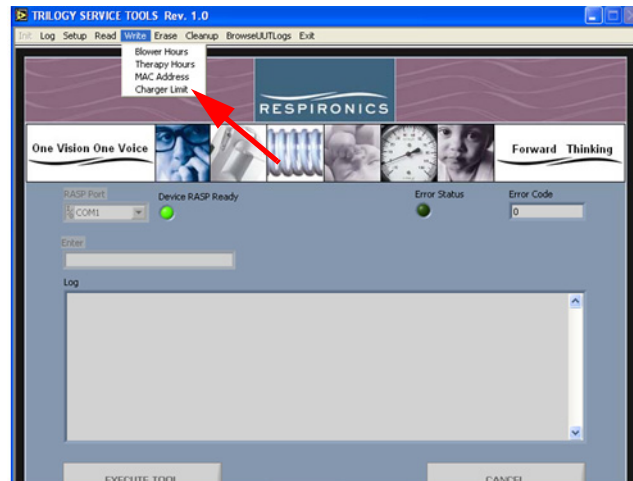 TRILOGY SERVICE TOOLS Rev. 1.0
Init Log Setup Read Write Erase Cleanup BrowseUUTLogs Exit
Blower Hours
Therapy Hours
MAC Address
Charger Limit
RESPIRONICS
One Vision One Voice
Forward Thinking
RASP Port
Device RASP Ready
Error Status
Error Code
COM1
0
Enter
Log
EXECUTE TOOL
CANCEL